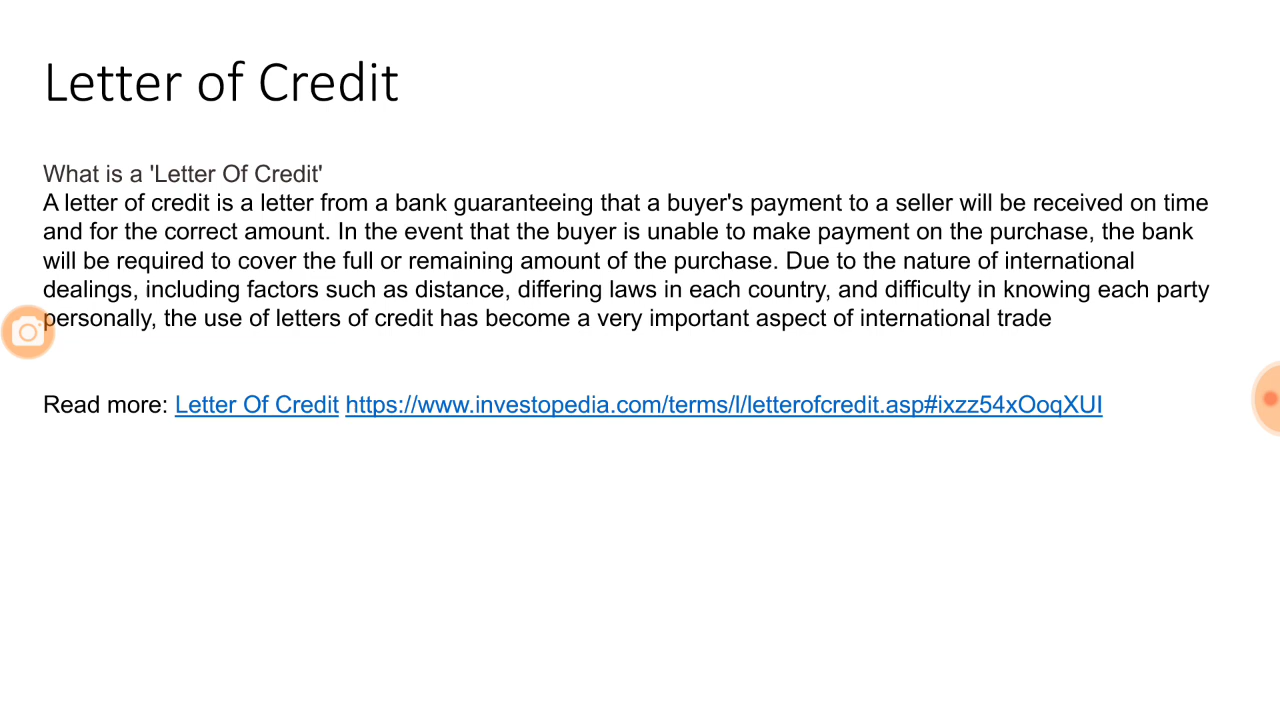 Letter of Credit
What is a 'Letter Of Credit'
A letter of credit is a letter from a bank guaranteeing that a buyer's payment to a seller will be received on time
and for the correct amount. In the event that the buyer is unable to make payment on the purchase, the bank
will be required to cover the full or remaining amount of the purchase. Due to the nature of international
dealings, including factors such as distance, differing laws in each country, and difficulty in knowing each party
personally, the use of letters of credit has become a very important aspect of international trade
Read more: Letter Of Credit https://www.investopedia.com/terms/l/letterofcredit.asp#ixzz54xOoqXUI